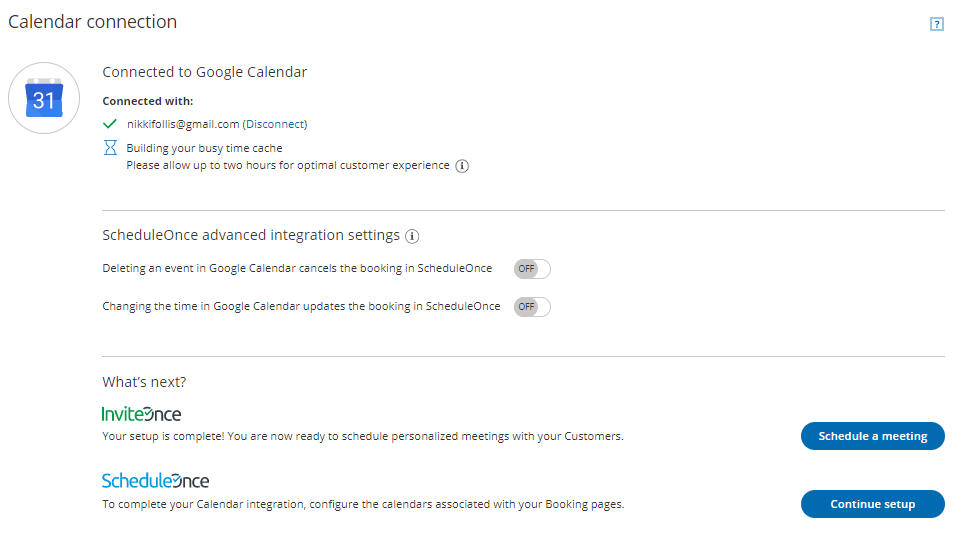 Calendar connection
?
31
Connected to Google Calendar
Connected with:
nikkifollis@gmail.com (Disconnect)
Building your busy time cache
Please allow up to two hours for optimal customer experience i
ScheduleOnce advanced integration settings i
Deleting an event in Google Calendar cancels the booking in ScheduleOnce OFF
Changing the time in Google Calendar updates the booking in ScheduleOnce OFF
What's next?
InviteOnce
Your setup is complete! You are now ready to schedule personalized meetings with your Customers.
Schedule a meeting
ScheduleOnce
To complete your Calendar integration, configure the calendars associated with your Booking pages.
Continue setup